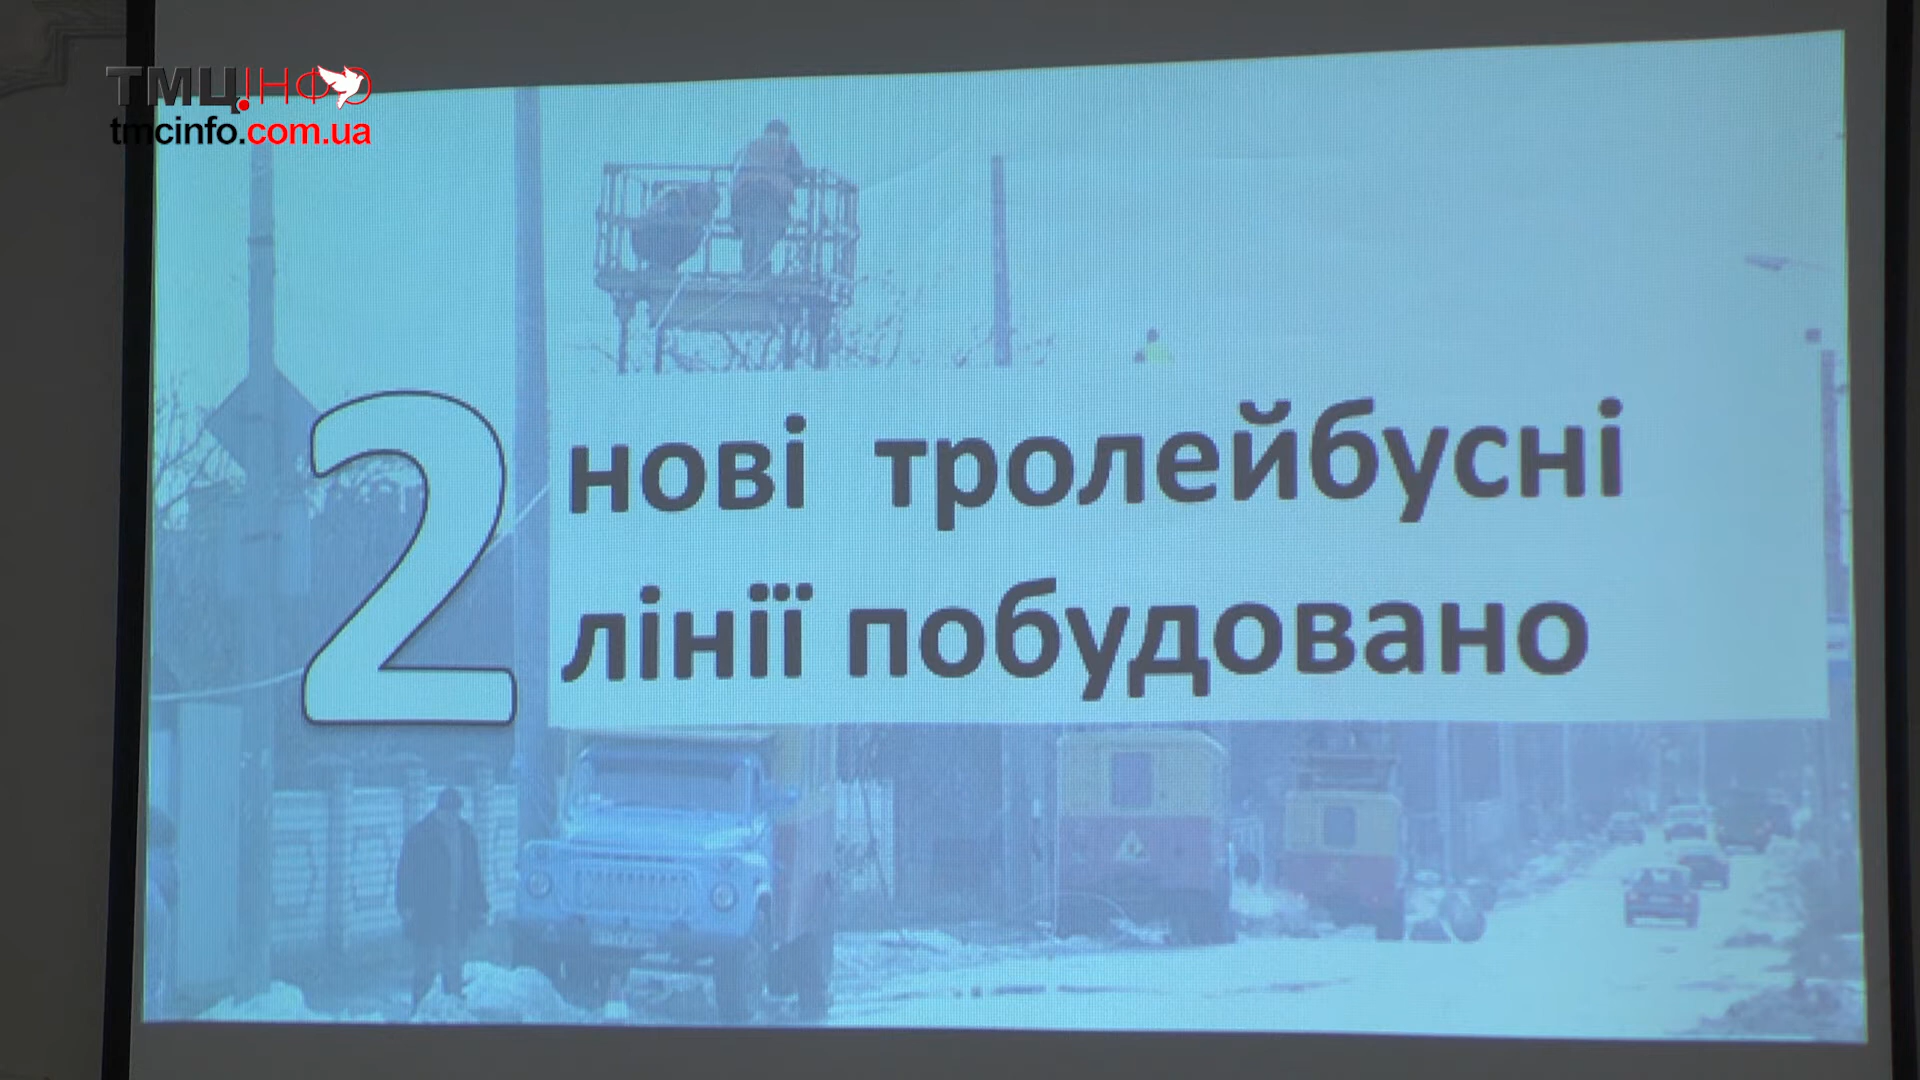 ТМЦ.ІНФО
tmcinfo.com.ua
2 нові тролейбусні
лінії побудовано